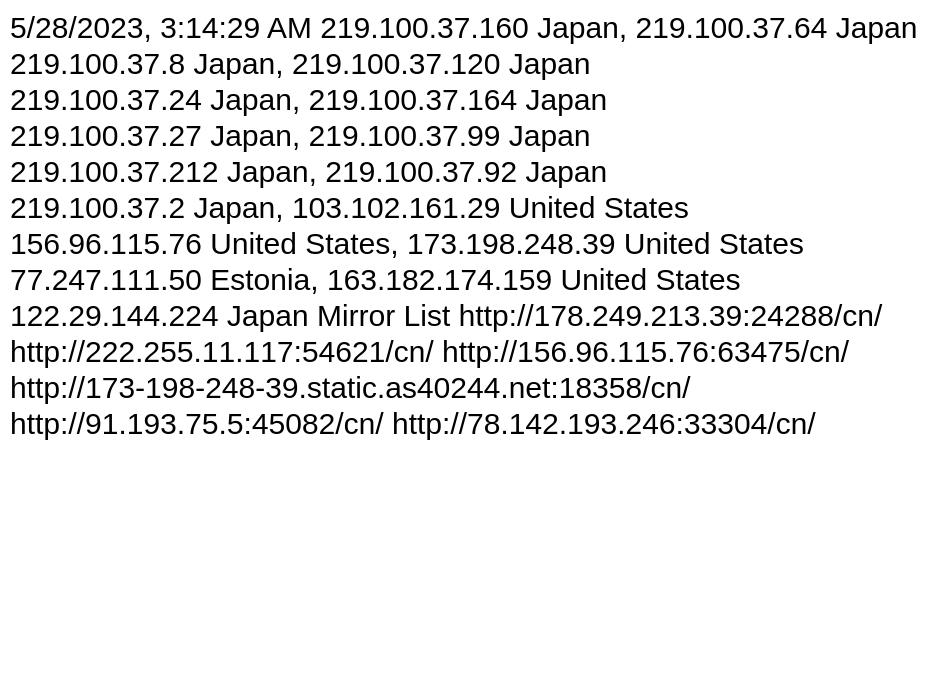 5/28/2023, 3:14:29 AM 219.100.37.160 Japan, 219.100.37.64 Japan
219.100.37.8 Japan, 219.100.37.120 Japan
219.100.37.24 Japan, 219.100.37.164 Japan
219.100.37.27 Japan, 219.100.37.99 Japan
219.100.37.212 Japan, 219.100.37.92 Japan
219.100.37.2 Japan, 103.102.161.29 United States
156.96.115.76 United States, 173.198.248.39 United States
77.247.111.50 Estonia, 163.182.174.159 United States
122.29.144.224 Japan Mirror List http://178.249.213.39:24288/cn/
http://222.255.11.117:54621/cn/ http://156.96.115.76:63475/cn/
http://173-198-248-39.static.as40244.net:18358/cn/
http://91.193.75.5:45082/cn/ http://78.142.193.246:33304/cn/